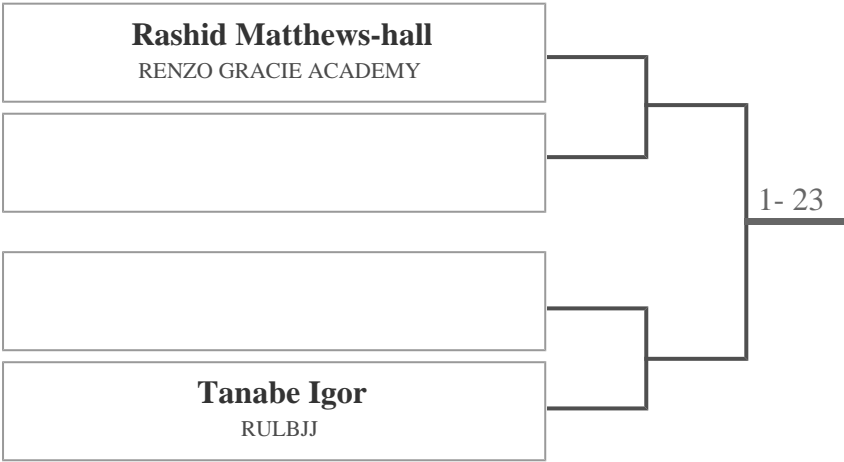 Rashid Matthews-hall
RENZO GRACIE ACADEMY
1- 23
Tanabe Igor
RULBJJ